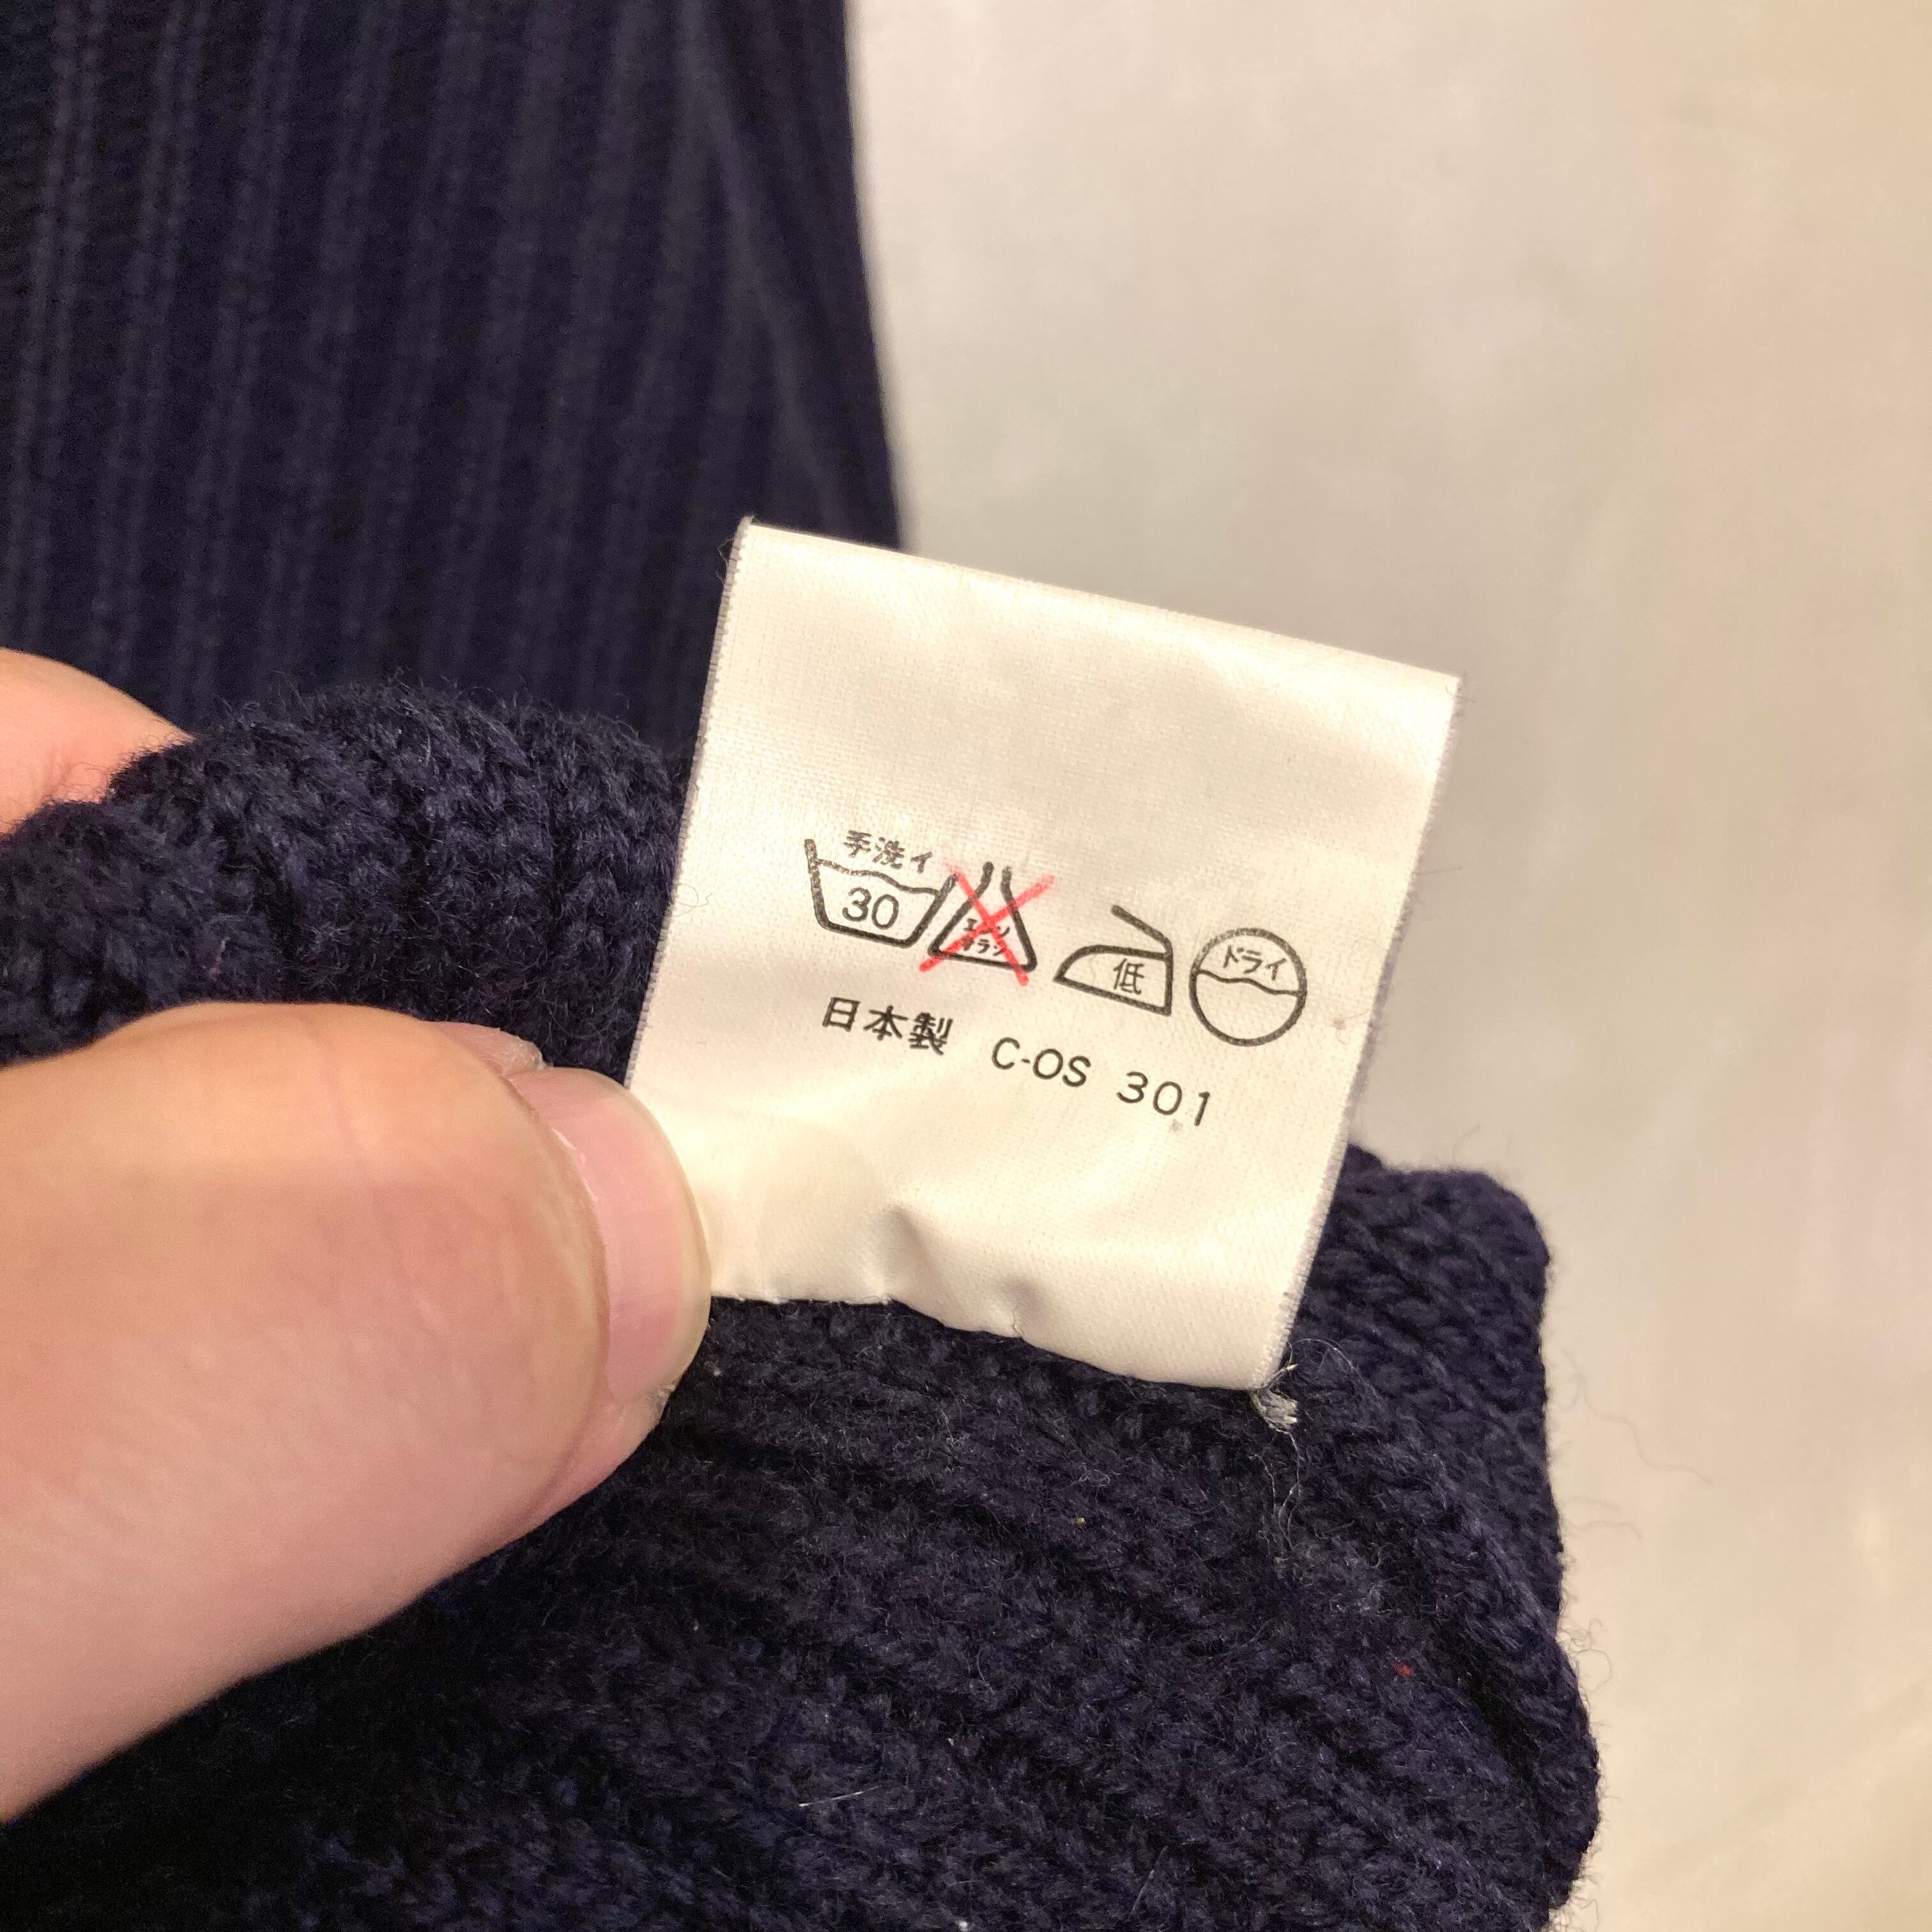 手洗イ
30
エンソ
サラシ
低
ドライ
日本製 C-OS 301